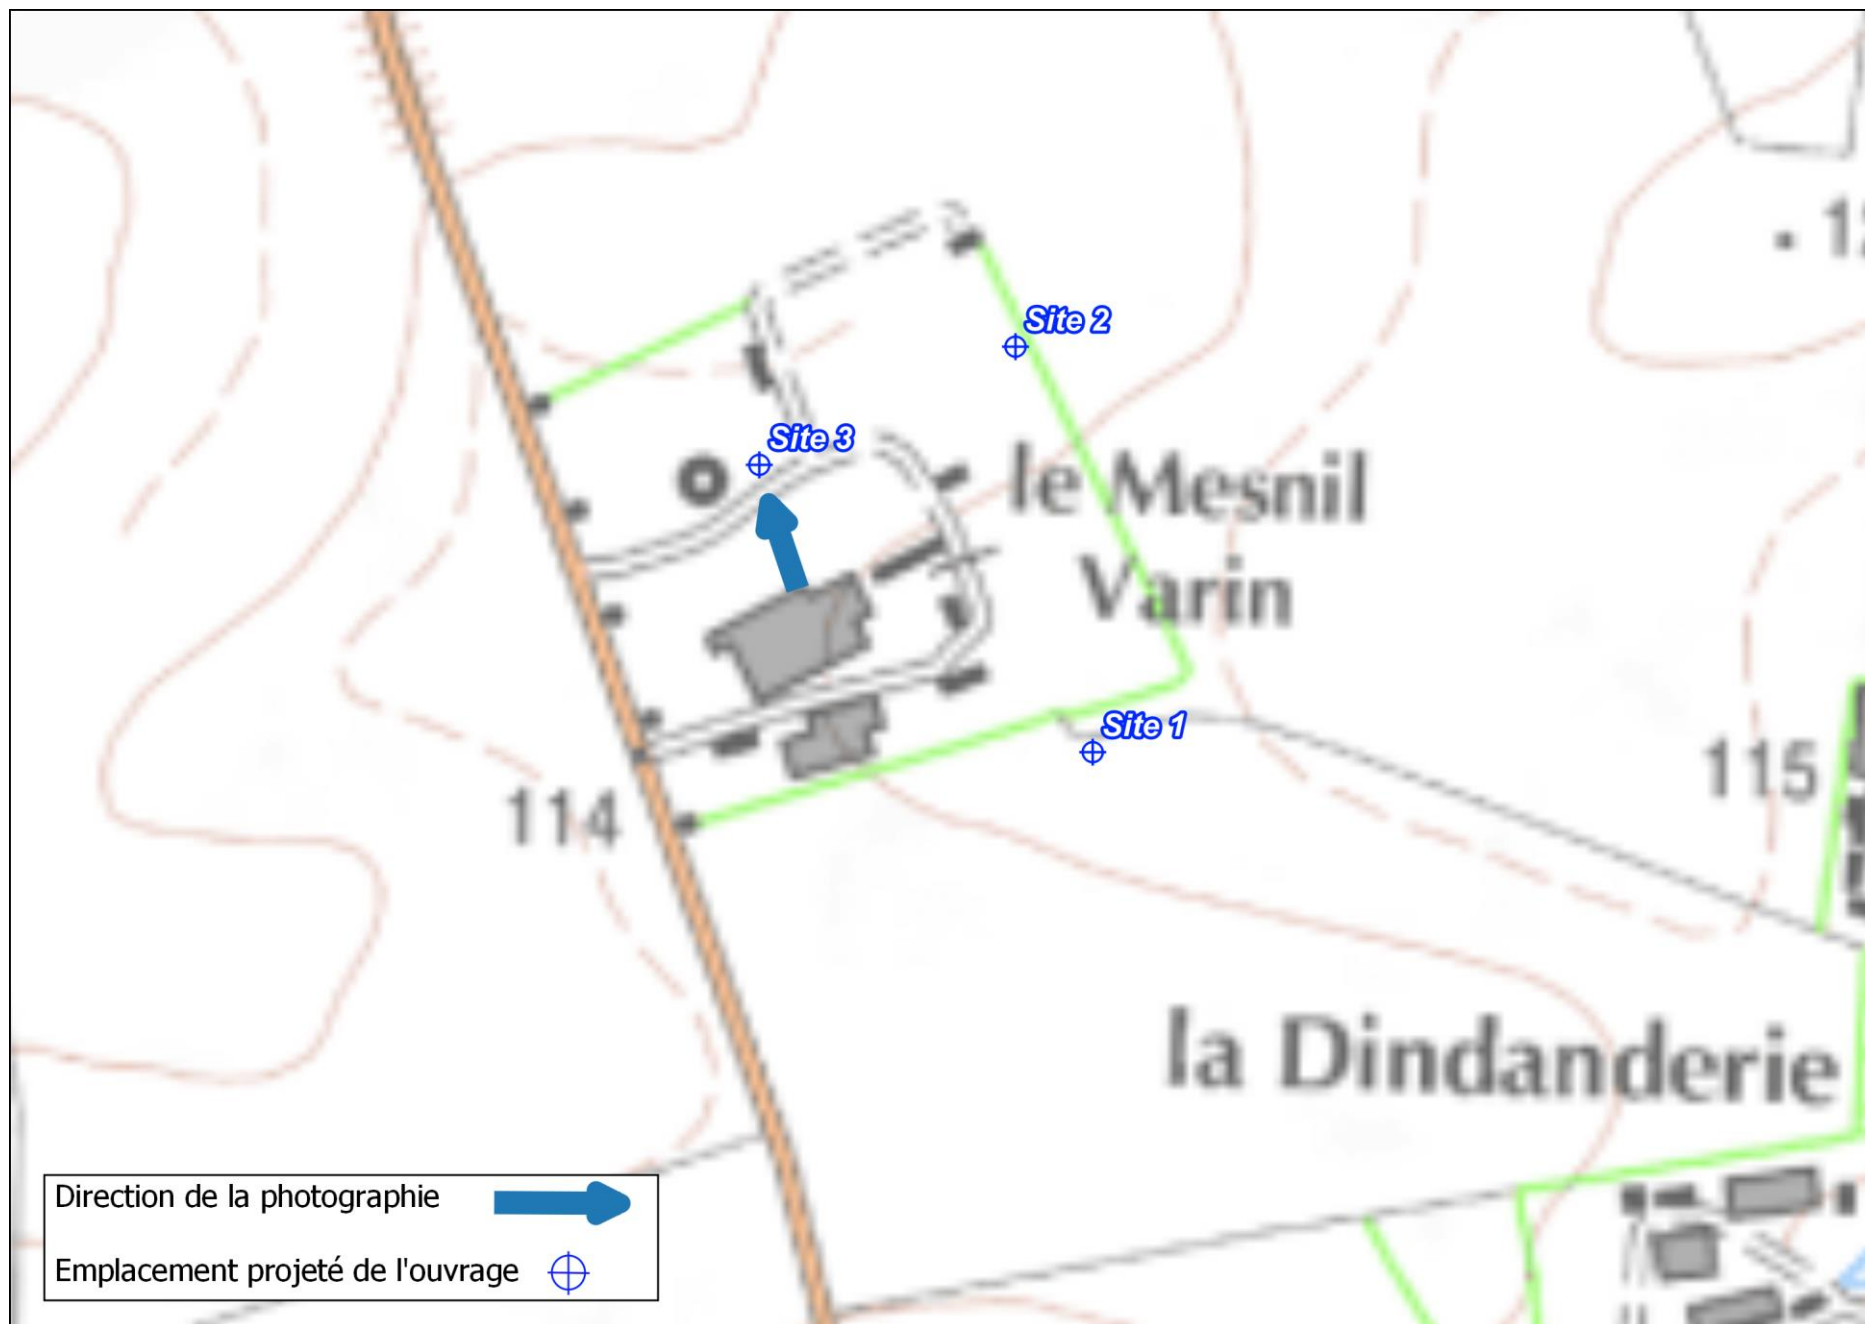 Site 2
Site 3
le Mesnil
Varin
Site 1
115
114
la Dindanderie
Direction de la photographie
Emplacement projeté de l'ouvrage